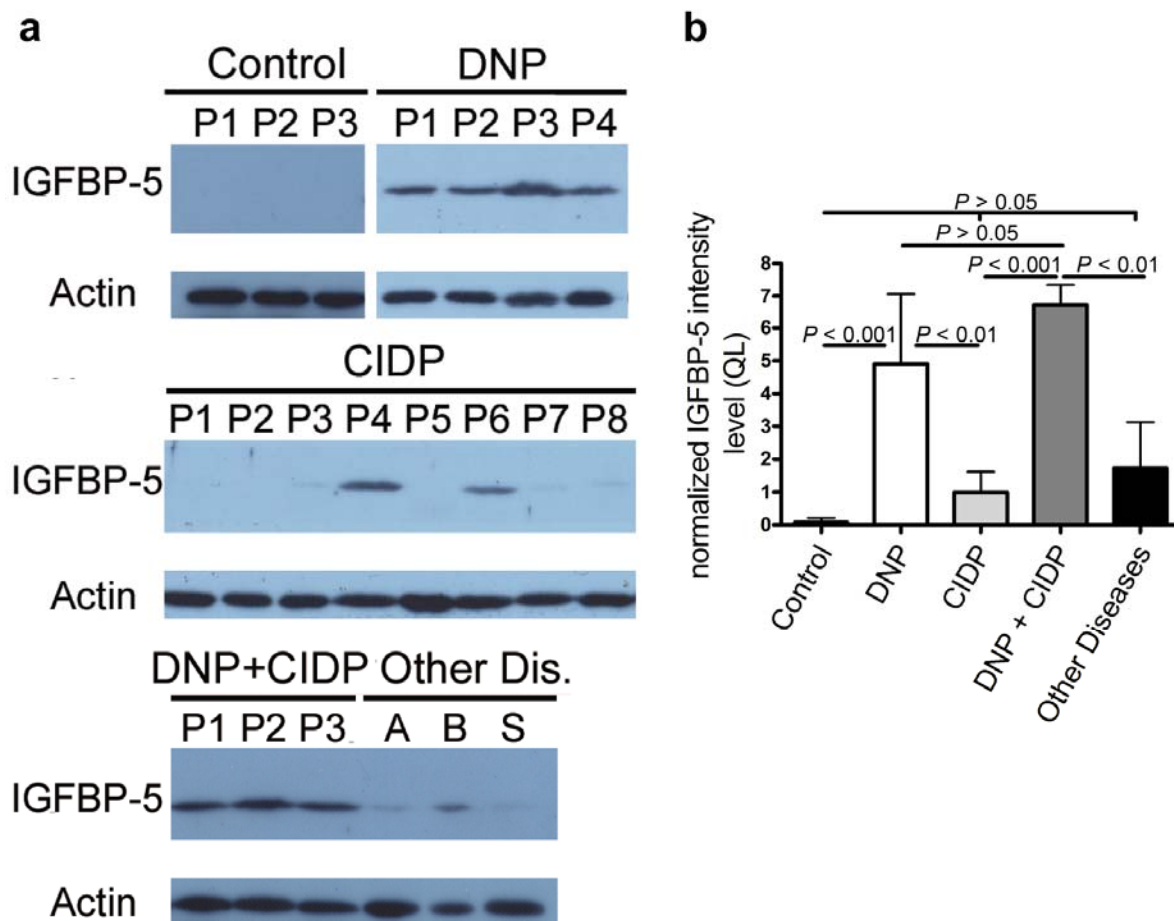 a
Control DNP
P1 P2 P3 P1 P2 P3 P4
IGFBP-5
Actin
CIDP
P1 P2 P3 P4 P5 P6 P7 P8
IGFBP-5
Actin
DNP+CIDP Other Dis.
P1 P2 P3 A B S
IGFBP-5
Actin
b
P > 0.05
P > 0.05
P < 0.001 P < 0.01
P < 0.001 P < 0.01
normalized IGFBP-5 intensity
level (QL)
8
7
6
5
4
3
2
1
0
Control
DNP
CIDP
DNP + CIDP
Other Diseases